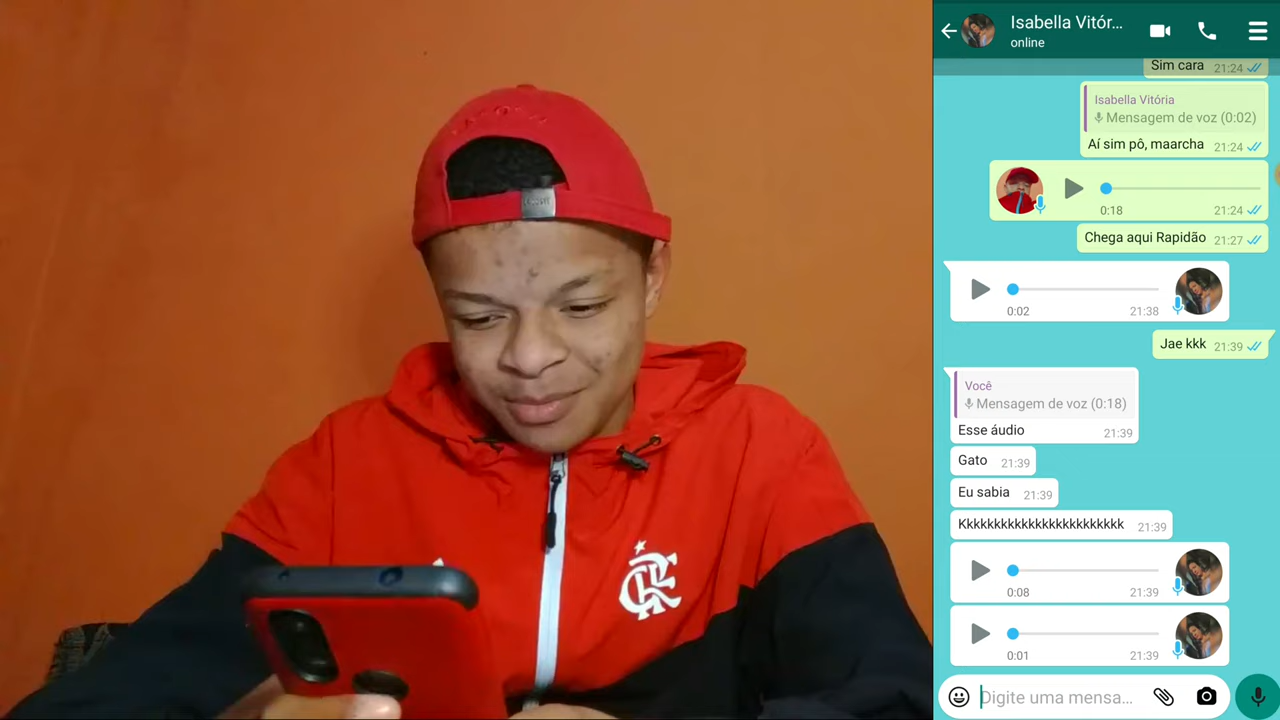 Isabella Vitór...
online
Sim cara 21:24
Isabella Vitória
Mensagem de voz (0:02)
Aí sim pô, maarcha 21:24
0:18 21:24
Chega aqui Rapidão 21:27
0:02 21:38
Jae kkk 21:39
Você
Mensagem de voz (0:18)
Esse áudio 21:39
Gato 21:39
Eu sabia 21:39
Kkkkkkkkkkkkkkkkkkkkkkkk 21:39
0:08 21:39
0:01 21:39
Digite uma mensa...